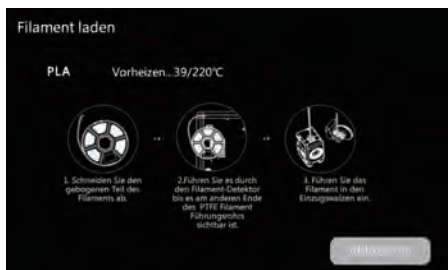 Filament laden
PLA Vorheizen...39/220℃
1. Schneiden Sie den
gebogenen Teil des
Filaments ab.
2.Führen Sie es durch
den Filament-Detektor
bis es am anderen Ende
des PTFE Filament
Führungsrohrs
sichtbar ist.
3. Führen Sie das
Filament in den
Einzugswalzen ein.